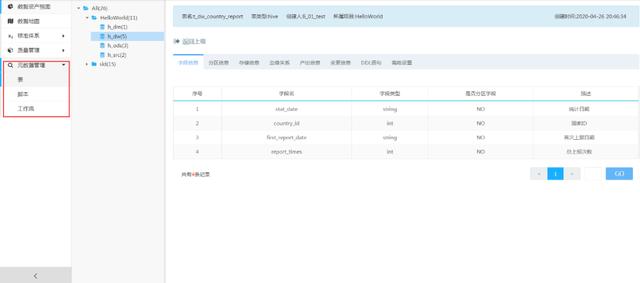 数据资产视图
数据地图
标准体系
质量管理
元数据管理
表
脚本
工作流
All(26)
HelloWorld(11)
h_dm(1)
h_dw(5)
h_ods(3)
h_src(2)
sld(15)
表名:t_dw_country_report 表类型:hive 创建人:li_01_test 所属项目:HelloWorld 创建时间:2020-04-26 20:46:54
返回上级
字段信息 分区信息 存储信息 血缘关系 产出信息 变更信息 DDL语句 高级设置
序号 字段名 字段类型 是否分区字段 描述
1 stat_date string NO 统计日期
2 country_id int NO 国家ID
3 first_report_date string NO 首次上报日期
4 report_times int NO 总上报次数
共有4条记录
« 1 » GO